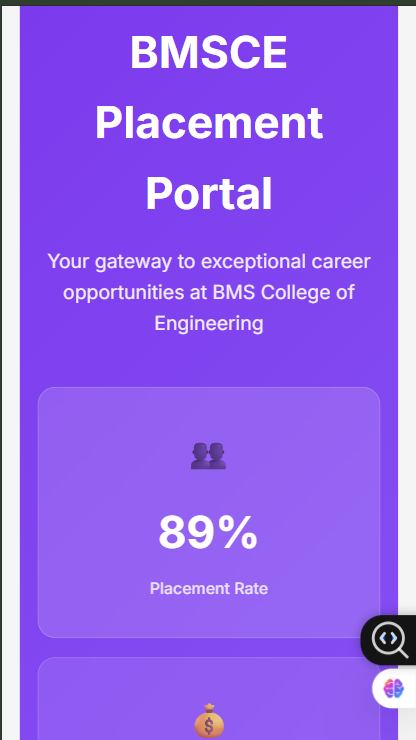 BMSCE
Placement
Portal
Your gateway to exceptional career
opportunities at BMS College of
Engineering
89%
Placement Rate